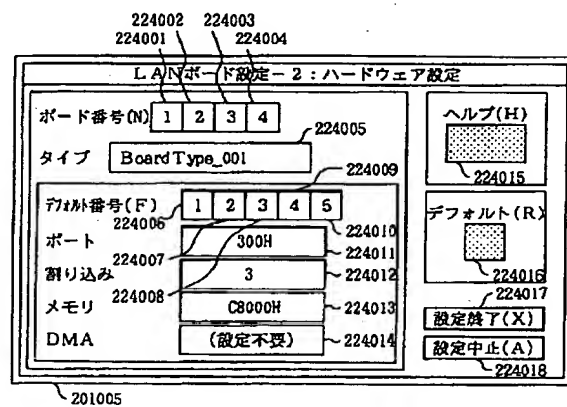 224002
224003
224001
224004
LANボード設定-2:ハードウェア設定
ボード番号(N) 1 2 3 4
224005
タイプ BoardType_001
224009
デフォルト番号(F) 1 2 3 4 5
224006
224010
ポート 300H
224007
224011
割り込み 3
224012
224008
メモリ C8000H
224013
DMA (設定不要)
224014
ヘルプ(H)
224015
デフォルト(R)
224016
224017
設定終了(X)
設定中止(A)
224018
201005